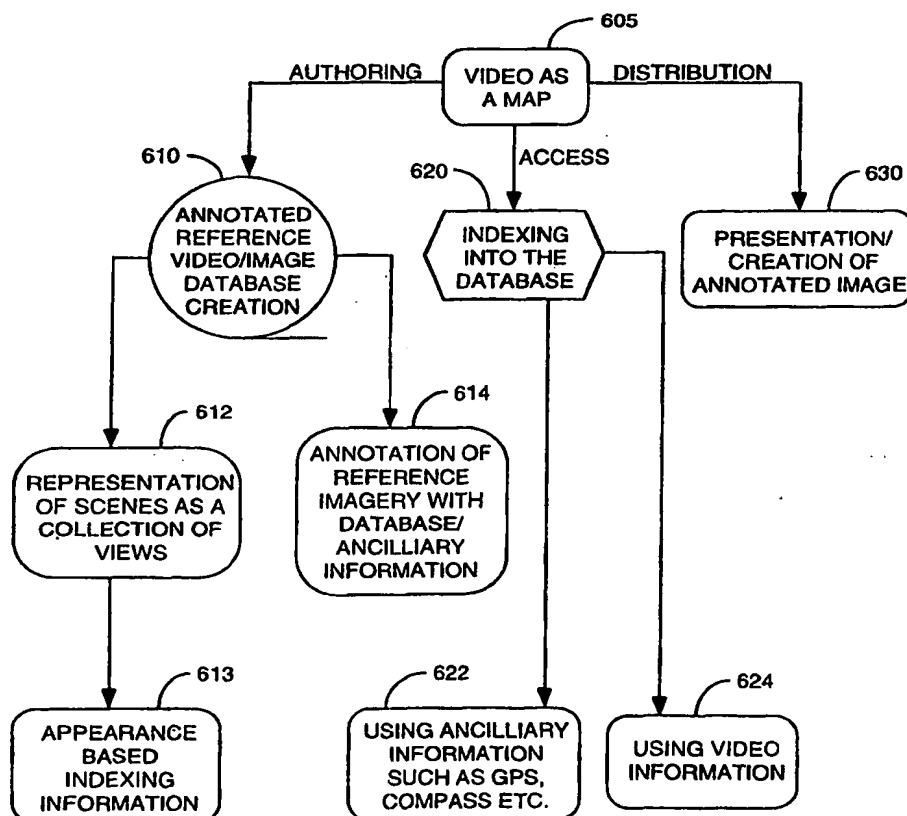 605
AUTHORING
VIDEO AS
A MAP
DISTRIBUTION
610
ACCESS
620
630
ANNOTATED
REFERENCE
VIDEO/IMAGE
DATABASE
CREATION
INDEXING
INTO THE
DATABASE
PRESENTATION/
CREATION OF
ANNOTATED IMAGE
612
614
REPRESENTATION
OF SCENES AS A
COLLECTION OF
VIEWS
ANNOTATION OF
REFERENCE
IMAGERY WITH
DATABASE/
ANCILLIARY
INFORMATION
613
622
624
APPEARANCE
BASED
INDEXING
INFORMATION
USING ANCILLIARY
INFORMATION
SUCH AS GPS,
COMPASS ETC.
USING VIDEO
INFORMATION